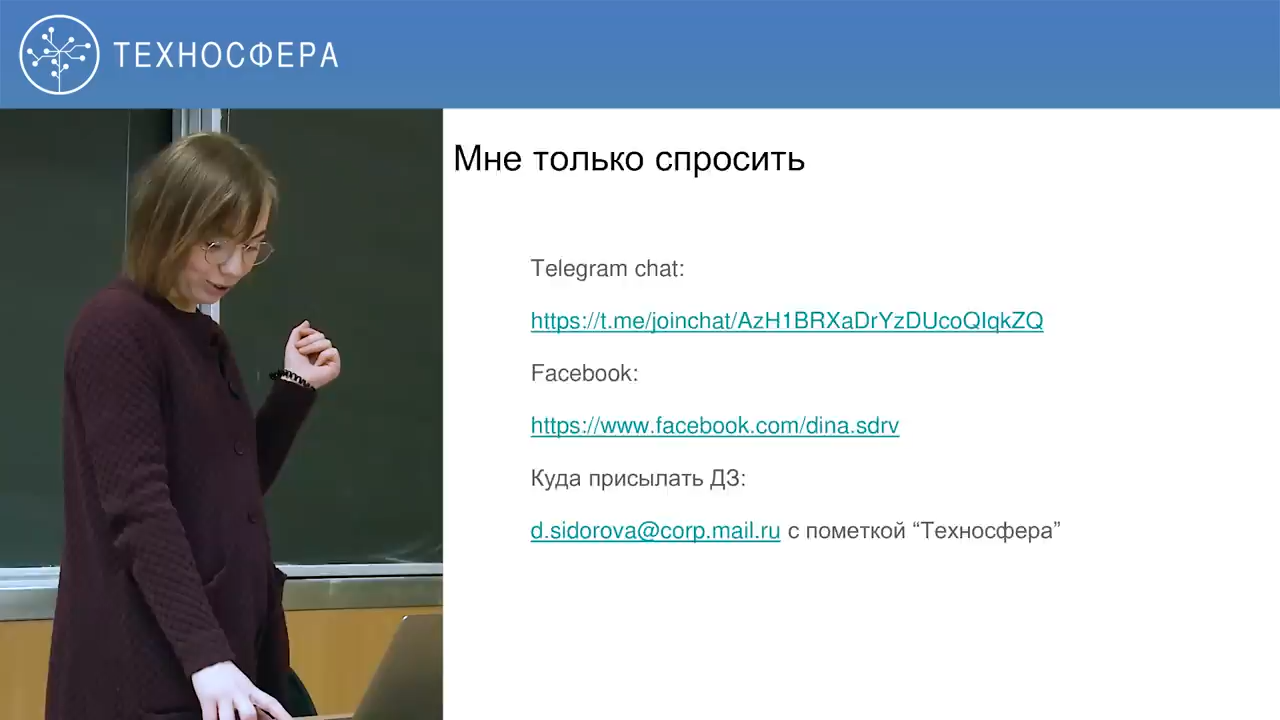 ТЕХНОСФЕРА
Мне только спросить
Telegram chat:
https://t.me/joinchat/AzH1BRXaDrYzDUcoQIqkZQ
Facebook:
https://www.facebook.com/dina.sdrv
Куда присылать ДЗ:
d.sidorova@corp.mail.ru с пометкой “Техносфера”